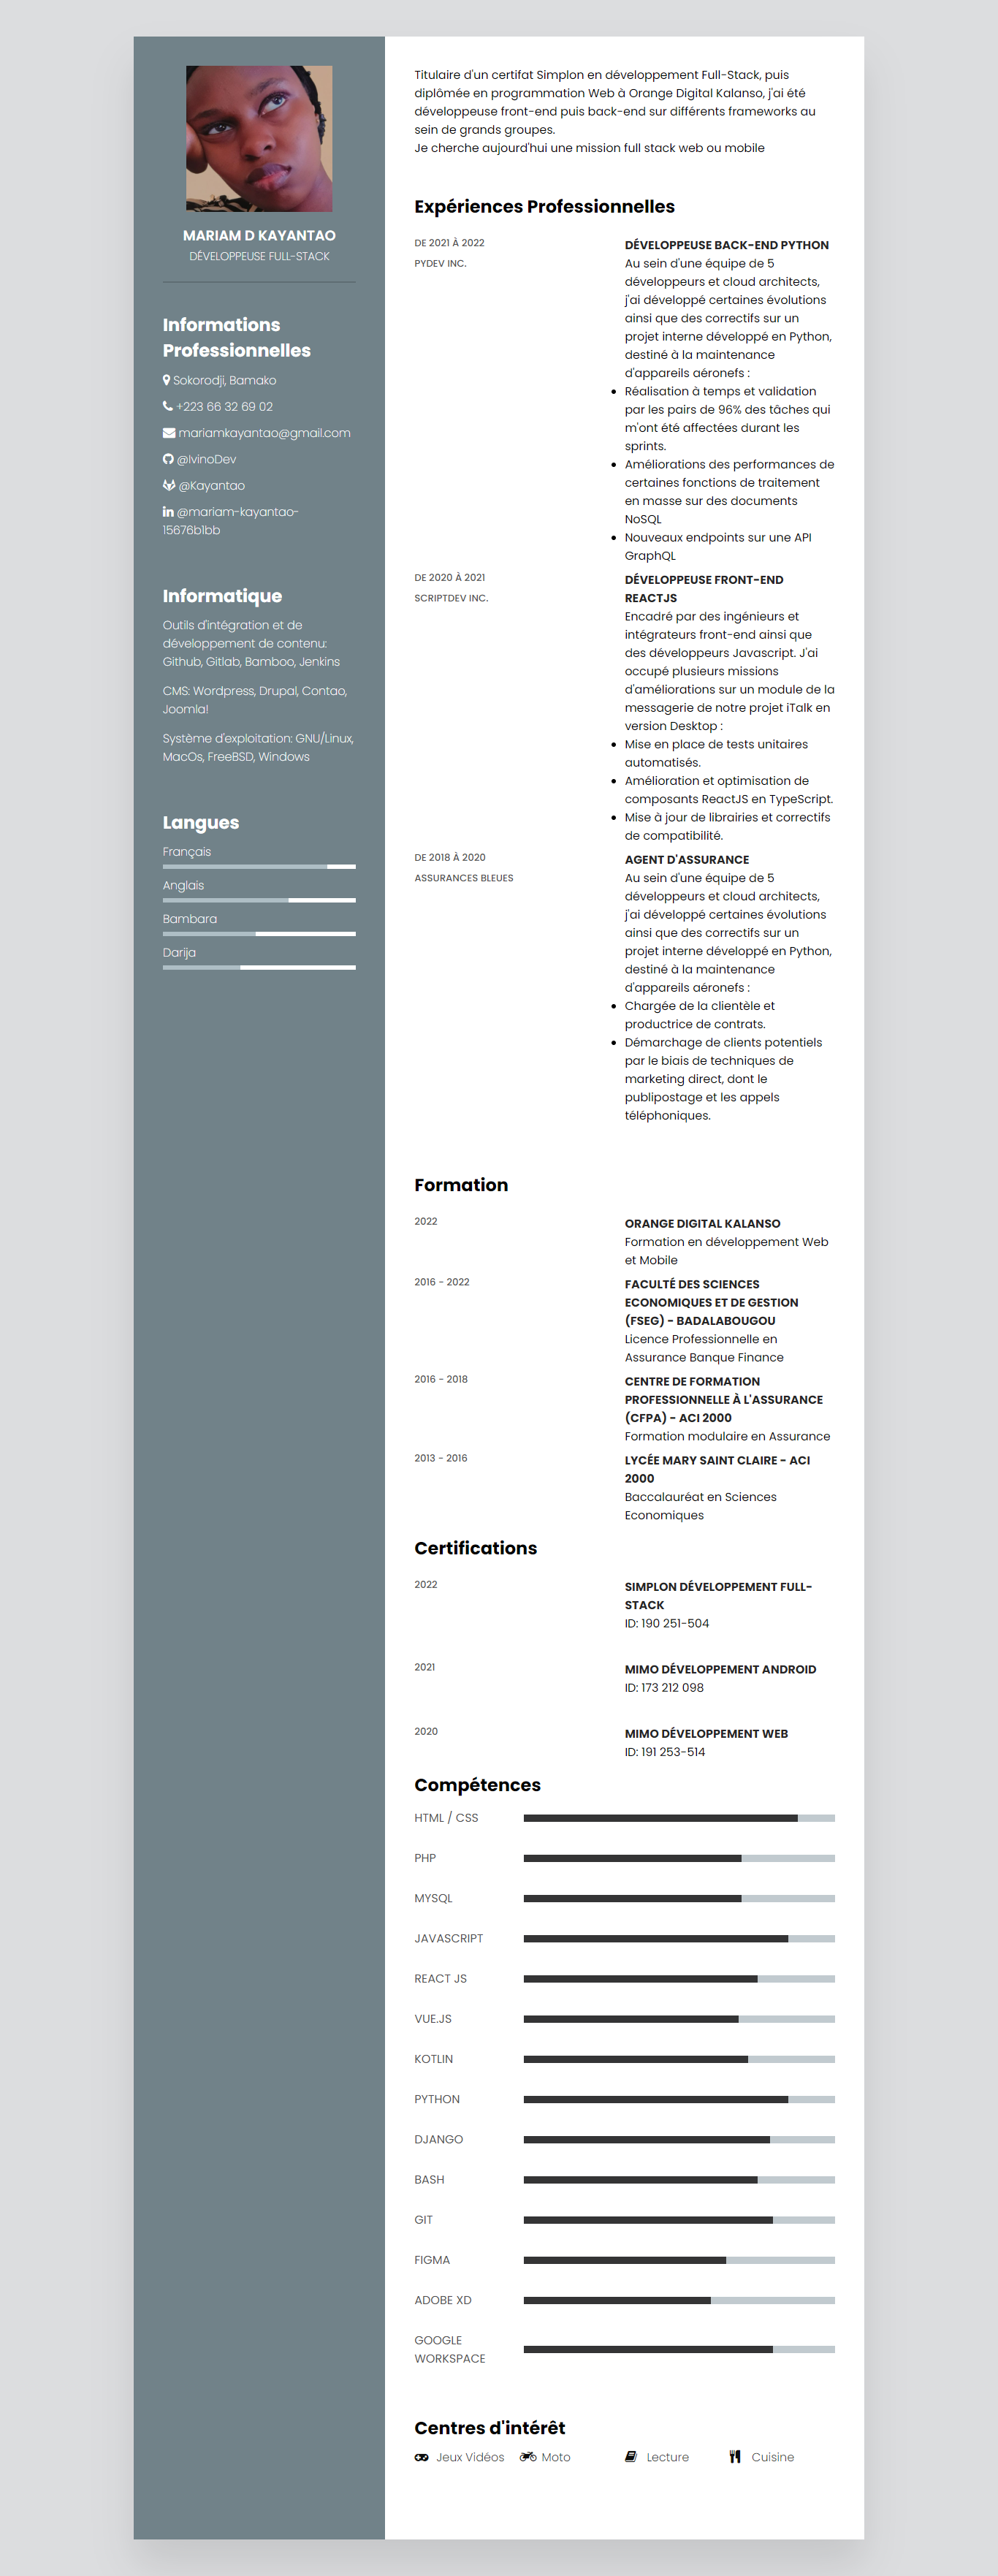 MARIAM D KAYANTAO
DÉVELOPPEUSE FULL-STACK
Informations
Professionnelles
Sokorodji, Bamako
+223 66 32 69 02
mariamkayantao@gmail.com
@IvinoDev
@Kayantao
@mariam-kayantao-
15676b1bb
Informatique
Outils d'intégration et de
développement de contenu:
Github, Gitlab, Bamboo, Jenkins
CMS: Wordpress, Drupal, Contao,
Joomla!
Système d'exploitation: GNU/Linux,
MacOs, FreeBSD, Windows
Langues
Français
Anglais
Bambara
Darija
Titulaire d'un certifat Simplon en développement Full-Stack, puis
diplômée en programmation Web à Orange Digital Kalanso, j'ai été
développeuse front-end puis back-end sur différents frameworks au
sein de grands groupes.
Je cherche aujourd'hui une mission full stack web ou mobile
Expériences Professionnelles
DE 2021 À 2022
PYDEV INC.
DÉVELOPPEUSE BACK-END PYTHON
Au sein d'une équipe de 5
développeurs et cloud architects,
j'ai développé certaines évolutions
ainsi que des correctifs sur un
projet interne développé en Python,
destiné à la maintenance
d'appareils aéronefs :
• Réalisation à temps et validation
par les pairs de 96% des tâches qui
m'ont été affectées durant les
sprints.
• Améliorations des performances de
certaines fonctions de traitement
en masse sur des documents
NoSQL
• Nouveaux endpoints sur une API
GraphQL
DE 2020 À 2021
SCRIPTDEV INC.
DÉVELOPPEUSE FRONT-END
REACTJS
Encadré par des ingénieurs et
intégrateurs front-end ainsi que
des développeurs Javascript. J'ai
occupé plusieurs missions
d'améliorations sur un module de la
messagerie de notre projet iTalk en
version Desktop :
• Mise en place de tests unitaires
automatisés.
• Amélioration et optimisation de
composants ReactJS en TypeScript.
• Mise à jour de librairies et correctifs
de compatibilité.
DE 2018 À 2020
ASSURANCES BLEUES
AGENT D'ASSURANCE
Au sein d'une équipe de 5
développeurs et cloud architects,
j'ai développé certaines évolutions
ainsi que des correctifs sur un
projet interne développé en Python,
destiné à la maintenance
d'appareils aéronefs :
• Chargée de la clientèle et
productrice de contrats.
• Démarchage de clients potentiels
par le biais de techniques de
marketing direct, dont le
publipostage et les appels
téléphoniques.
Formation
2022
ORANGE DIGITAL KALANSO
Formation en développement Web
et Mobile
2016 - 2022
FACULTÉ DES SCIENCES
ECONOMIQUES ET DE GESTION
(FSEG) - BADALABOUGOU
Licence Professionnelle en
Assurance Banque Finance
2016 - 2018
CENTRE DE FORMATION
PROFESSIONNELLE À L'ASSURANCE
(CFPA) - ACI 2000
Formation modulaire en Assurance
2013 - 2016
LYCÉE MARY SAINT CLAIRE - ACI
2000
Baccalauréat en Sciences
Economiques
Certifications
2022
SIMPLON DÉVELOPPEMENT FULL-
STACK
ID: 190 251-504
2021
MIMO DÉVELOPPEMENT ANDROID
ID: 173 212 098
2020
MIMO DÉVELOPPEMENT WEB
ID: 191 253-514
Compétences
HTML / CSS
PHP
MYSQL
JAVASCRIPT
REACT JS
VUE.JS
KOTLIN
PYTHON
DJANGO
BASH
GIT
FIGMA
ADOBE XD
GOOGLE
WORKSPACE
Centres d'intérêt
Jeux Vidéos Moto Lecture Cuisine